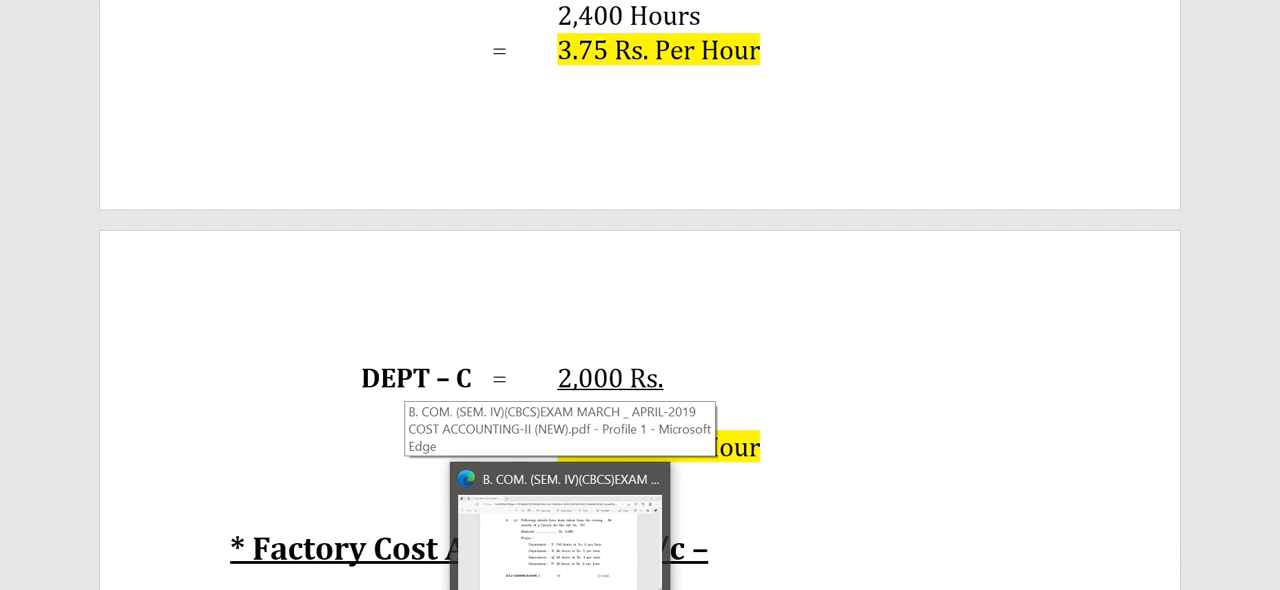 2,400 Hours
= 3.75 Rs. Per Hour
DEPT – C = 2,000 Rs.
B. COM. (SEM. IV)(CBCS)EXAM MARCH _ APRIL-2019
COST ACCOUNTING-II (NEW).pdf - Profile 1 - Microsoft
Edge
our
B. COM. (SEM. IV)(CBCS)EXAM ...
* Factory Cost A
/c –